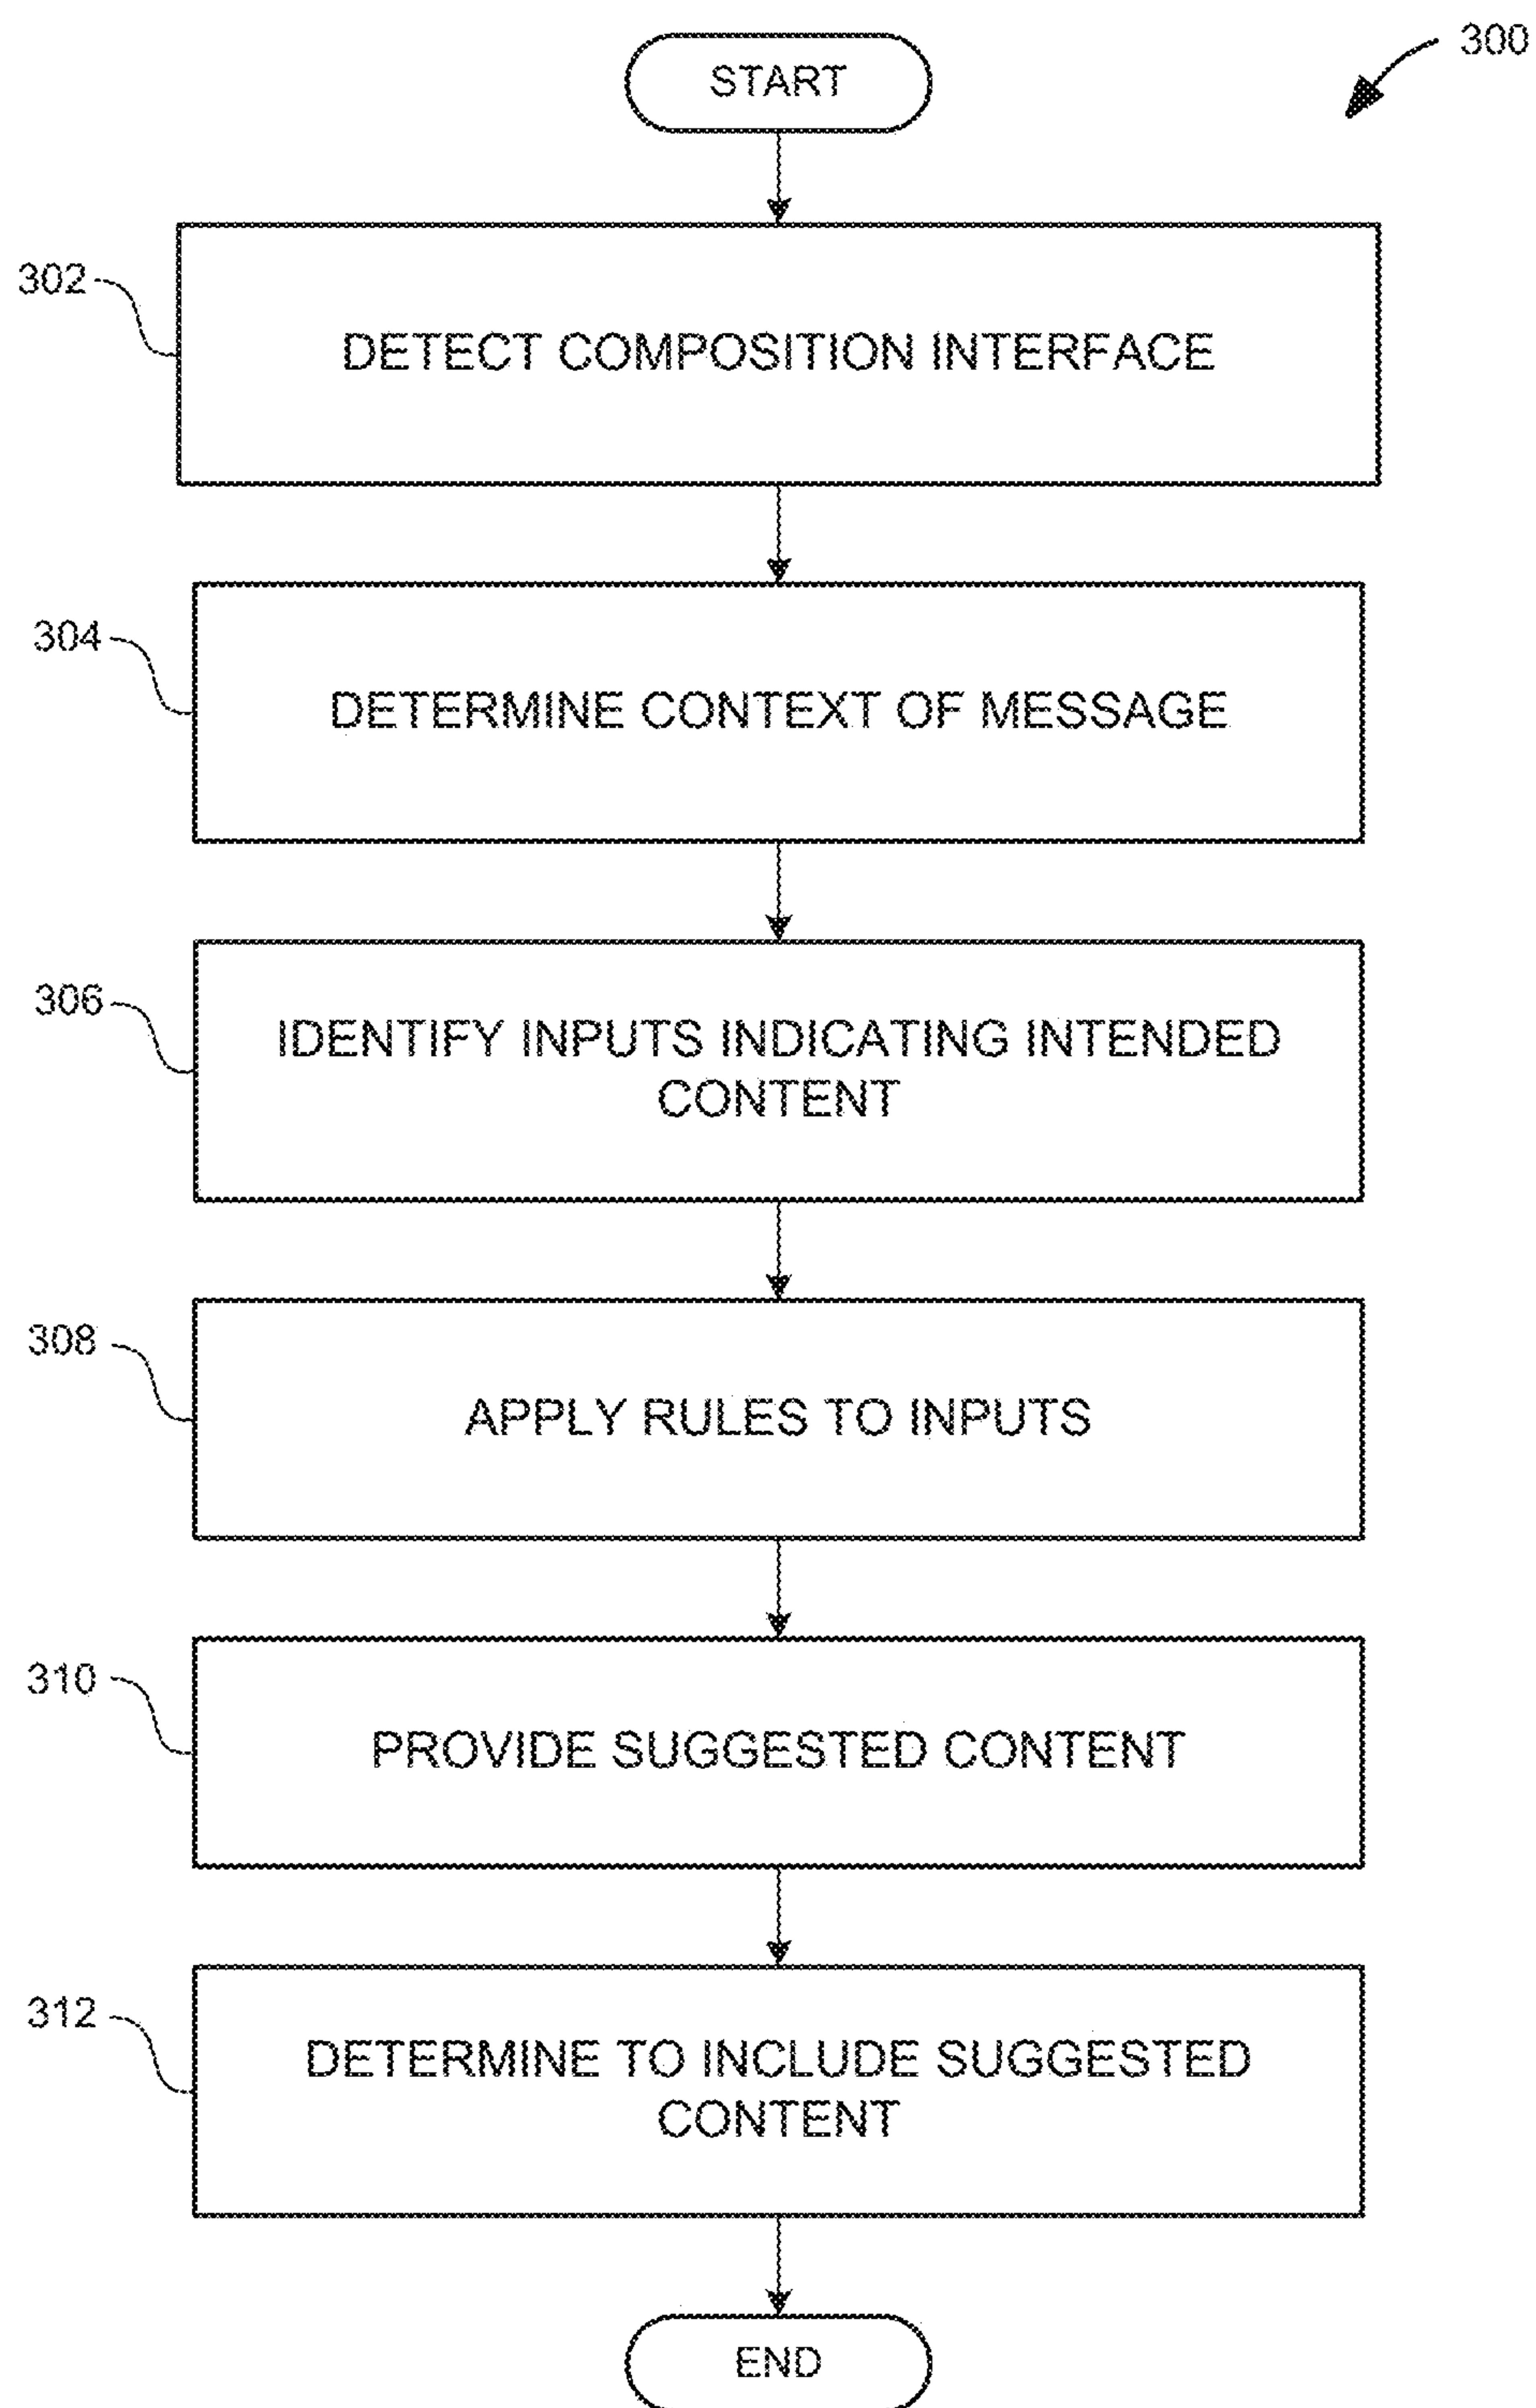 300
START
302
DETECT COMPOSITION INTERFACE
304
DETERMINE CONTEXT OF MESSAGE
306
IDENTIFY INPUTS INDICATING INTENDED
CONTENT
308
APPLY RULES TO INPUTS
310
PROVIDE SUGGESTED CONTENT
312
DETERMINE TO INCLUDE SUGGESTED
CONTENT
END